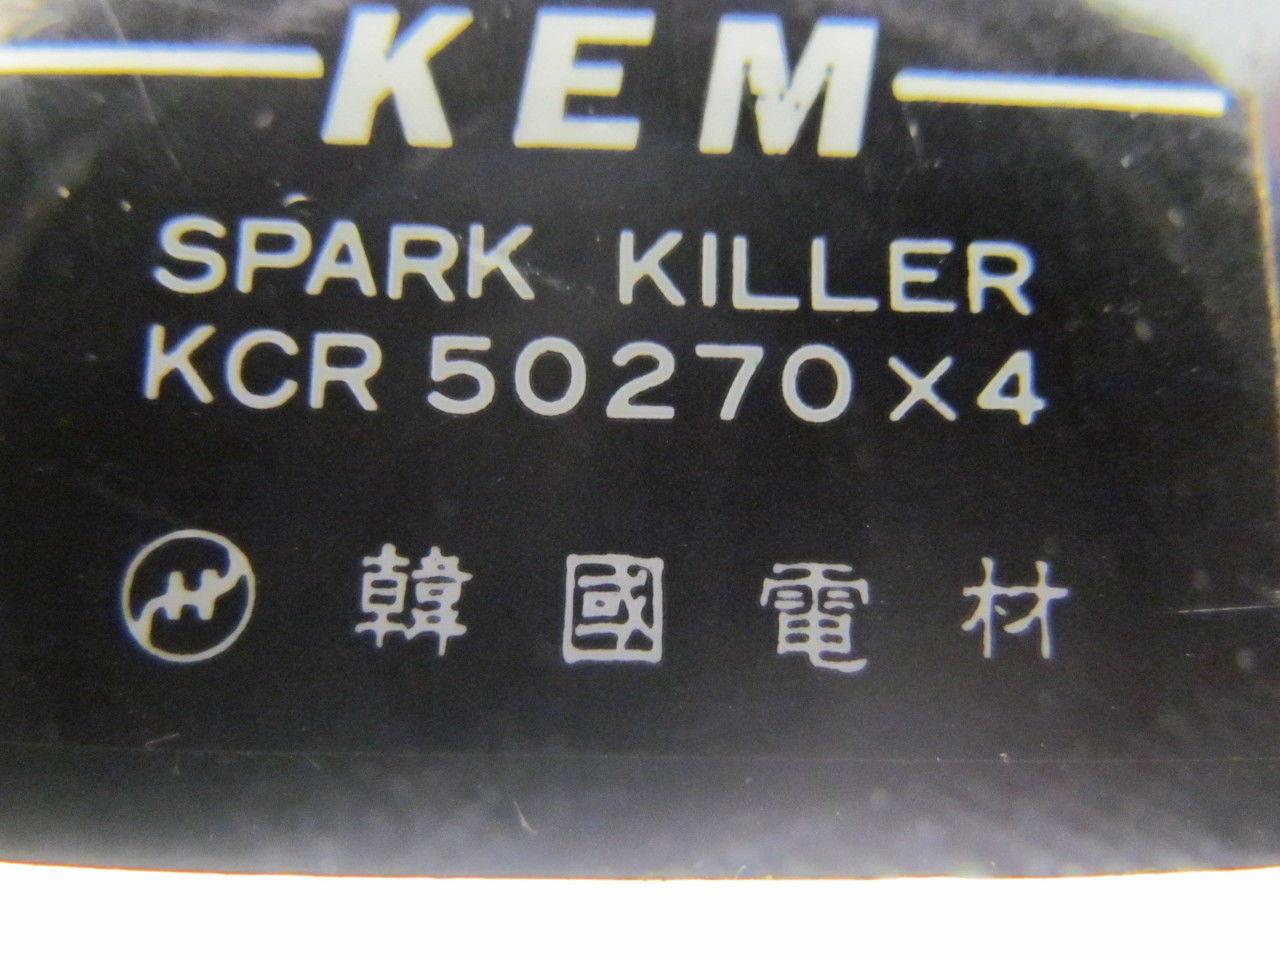 KEM
SPARK KILLER
KCR 50270×4
韓國電材